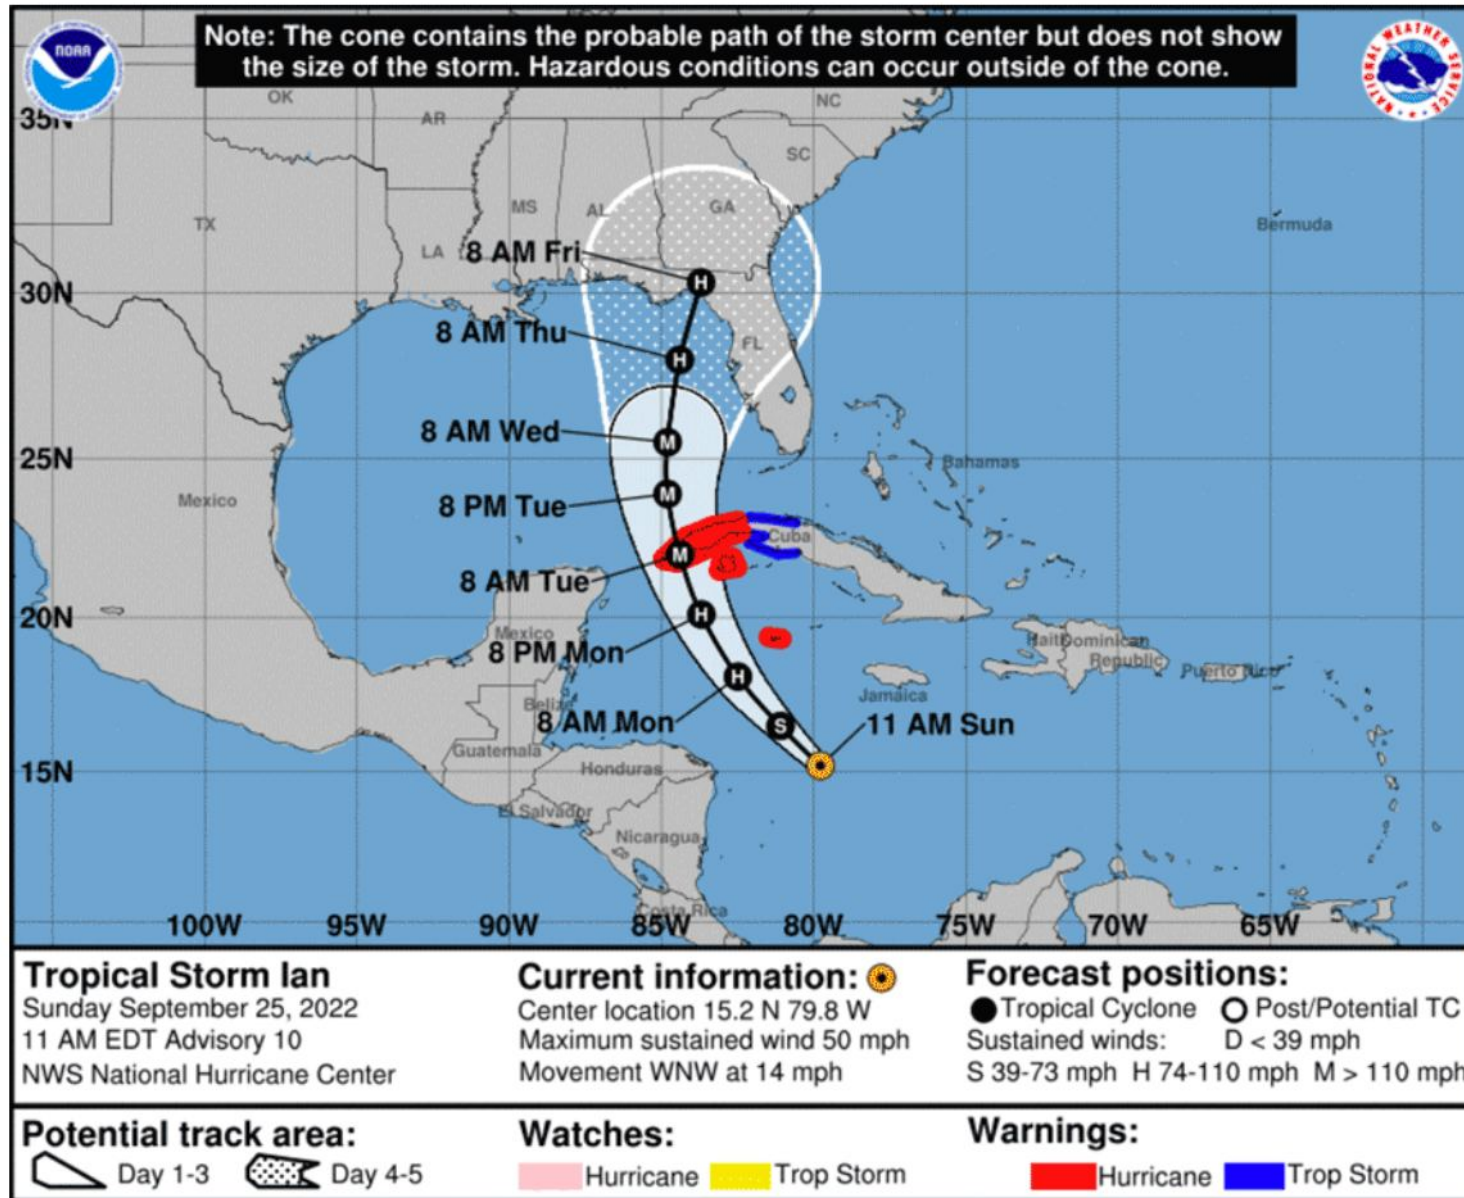 Note: The cone contains the probable path of the storm center but does not show
the size of the storm. Hazardous conditions can occur outside of the cone.
NOAA
NATIONAL WEATHER SERVICE
OK
AR
NC
35N
SC
TX
MS
AL
GA
Bermuda
LA
8 AM Fri
H
30N
8 AM Thu
H
FL
8 AM Wed
M
25N
Bahamas
Mexico
8 PM Tue
M
Cuba
M
8 AM Tue
20N
H
Mexico
8 PM Mon
Haiti
Dominican
Republic
Puerto Rico
H
Jamaica
Belize
8 AM Mon
S
11 AM Sun
Guatemala
15N
Honduras
El Salvador
Nicaragua
Costa Rica
100W
95W
90W
85W
80W
75W
70W
65W
Tropical Storm Ian
Sunday September 25, 2022
11 AM EDT Advisory 10
NWS National Hurricane Center
Current information:
Center location 15.2 N 79.8 W
Maximum sustained wind 50 mph
Movement WNW at 14 mph
Forecast positions:
Tropical Cyclone Post/Potential TC
Sustained winds: D < 39 mph
S 39-73 mph H 74-110 mph M > 110 mph
Potential track area:
Day 1-3 Day 4-5
Watches:
Hurricane Trop Storm
Warnings:
Hurricane Trop Storm